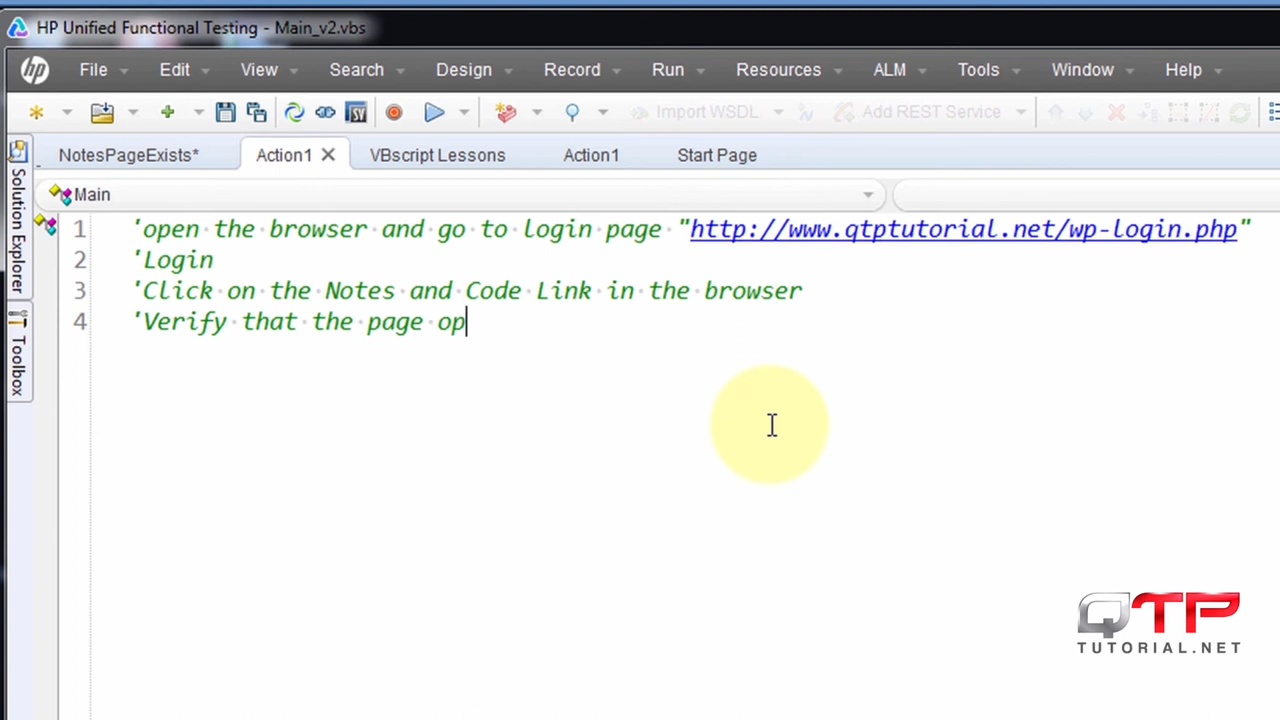 HP Unified Functional Testing - Main_v2.vbs
hp File Edit View Search Design Record Run Resources ALM Tools Window Help
SV Import WSDL Add REST Service
NotesPageExists* Action1 VBscript Lessons Action1 Start Page
Main
Solution Explorer
Toolbox
1 'open the browser and go to login page "http://www.qtptutorial.net/wp-login.php"
2 'Login
3 'Click on the Notes and Code Link in the browser
4 'Verify that the page op
QTP
TUTORIAL.NET